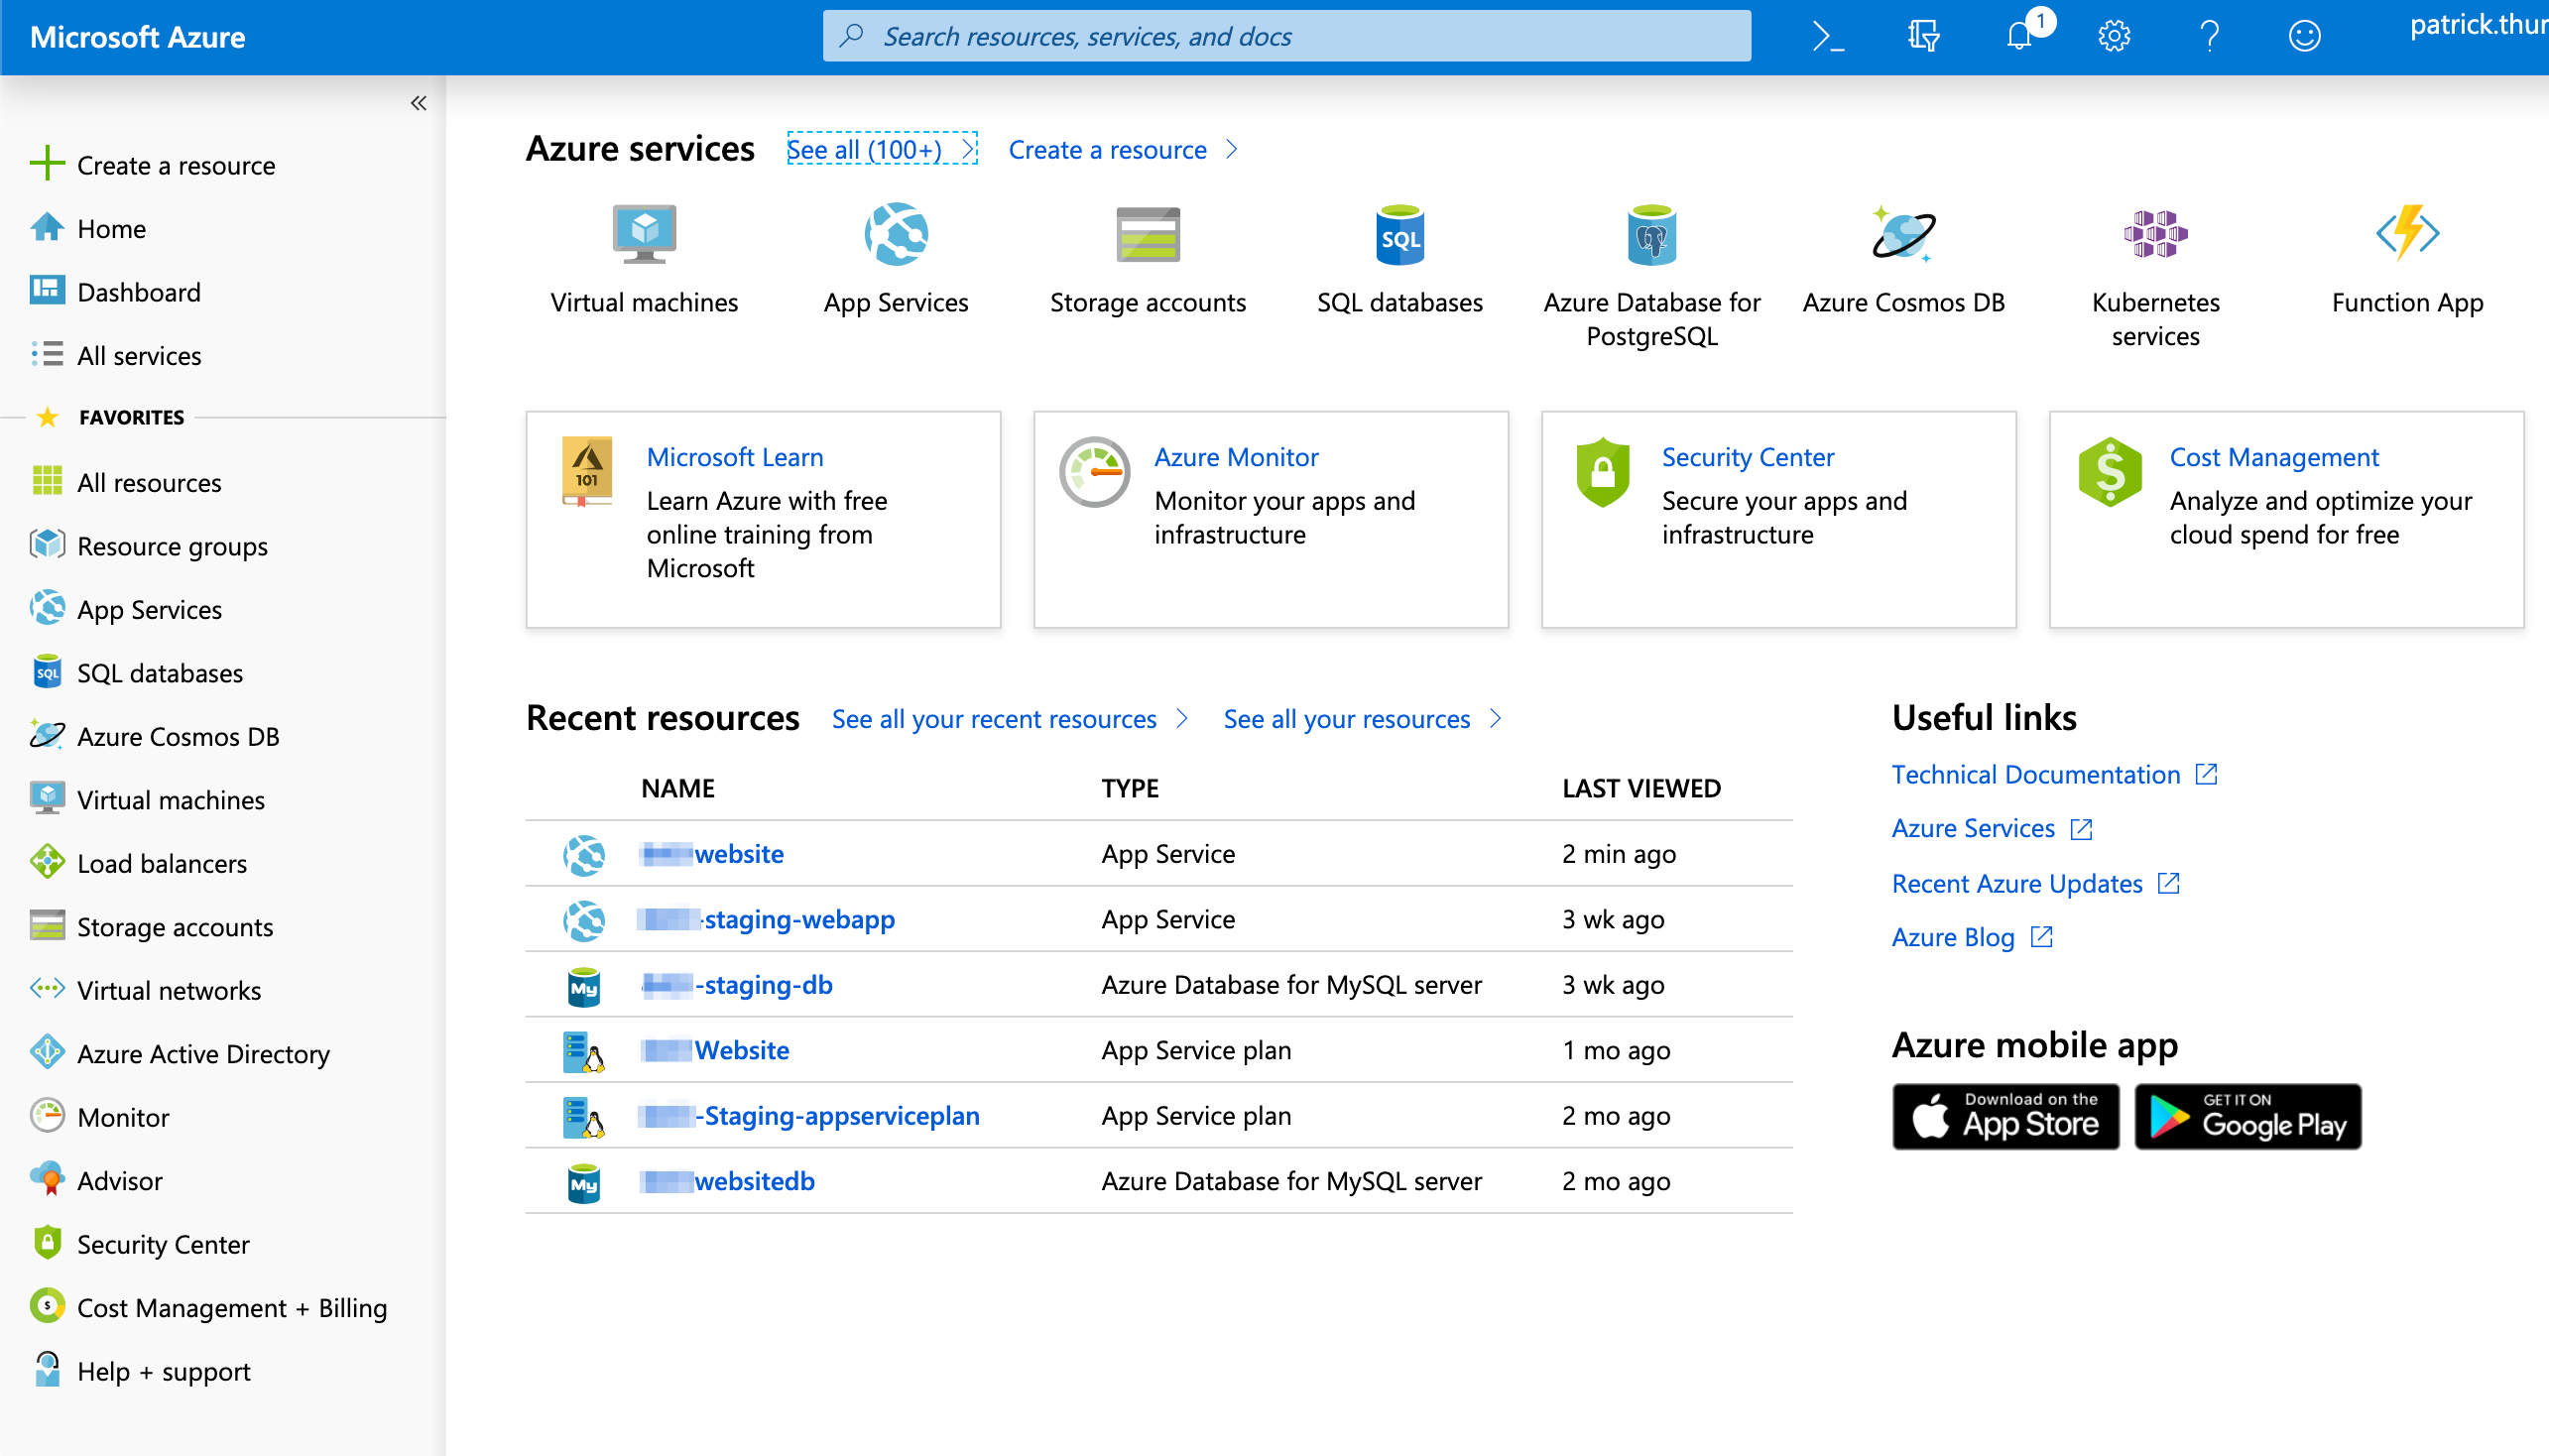 Microsoft Azure
Search resources, services, and docs
1
patrick.thur
Create a resource
Home
Dashboard
All services
FAVORITES
All resources
Resource groups
App Services
SQL databases
Azure Cosmos DB
Virtual machines
Load balancers
Storage accounts
Virtual networks
Azure Active Directory
Monitor
Advisor
Security Center
Cost Management + Billing
Help + support
Azure services
See all (100+)
Create a resource
Virtual machines
App Services
Storage accounts
SQL
SQL databases
Azure Database for
PostgreSQL
Azure Cosmos DB
Kubernetes
services
Function App
101
Microsoft Learn
Learn Azure with free
online training from
Microsoft
Azure Monitor
Monitor your apps and
infrastructure
Security Center
Secure your apps and
infrastructure
Cost Management
Analyze and optimize your
cloud spend for free
Recent resources
See all your recent resources
See all your resources
NAME TYPE LAST VIEWED
website App Service 2 min ago
-staging-webapp App Service 3 wk ago
My -staging-db Azure Database for MySQL server 3 wk ago
Website App Service plan 1 mo ago
-Staging-appserviceplan App Service plan 2 mo ago
My websitedb Azure Database for MySQL server 2 mo ago
Useful links
Technical Documentation
Azure Services
Recent Azure Updates
Azure Blog
Azure mobile app
Download on the
App Store
GET IT ON
Google Play